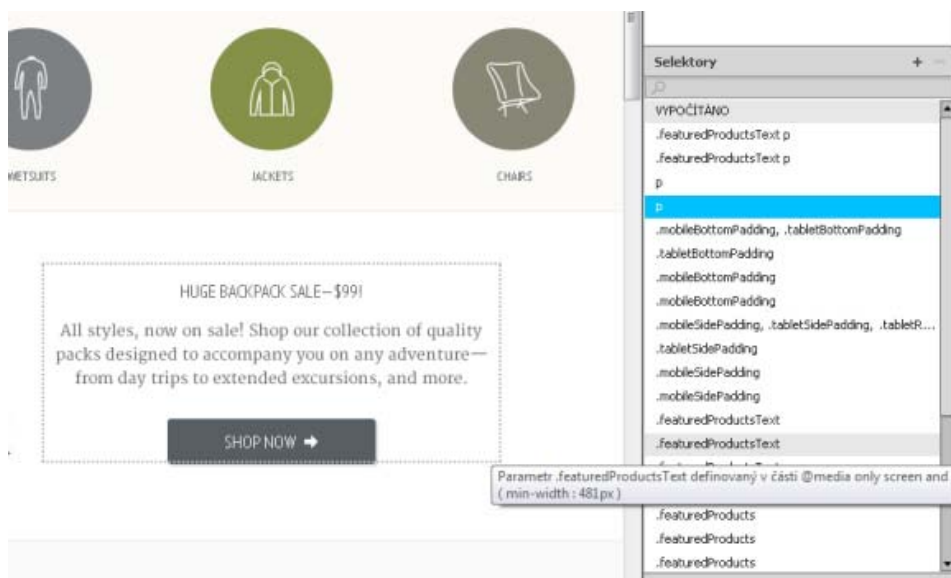 WETSUITS
JACKETS
CHAIRS
HUGE BACKPACK SALE—$99!
All styles, now on sale! Shop our collection of quality
packs designed to accompany you on any adventure—
from day trips to extended excursions, and more.
SHOP NOW
Selektory
VYPOČÍTÁNO
.featuredProductsText p
.featuredProductsText p
p
p
.mobileBottomPadding, .tabletBottomPadding
.tabletBottomPadding
.mobileBottomPadding
.mobileBottomPadding
.mobileSidePadding, .tabletSidePadding, .tabletR...
.tabletSidePadding
.mobileSidePadding
.mobileSidePadding
.featuredProductsText
.featuredProductsText
Parametr .featuredProductsText definovaný v části @media only screen and
( min-width : 481px )
.featuredProducts
.featuredProducts
.featuredProducts